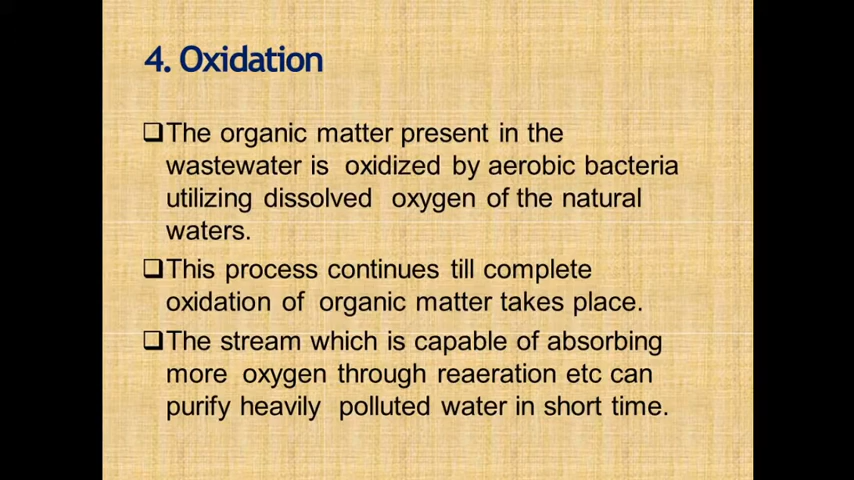 4. Oxidation
❑The organic matter present in the
wastewater is oxidized by aerobic bacteria
utilizing dissolved oxygen of the natural
waters.
❑This process continues till complete
oxidation of organic matter takes place.
❑The stream which is capable of absorbing
more oxygen through reaeration etc can
purify heavily polluted water in short time.